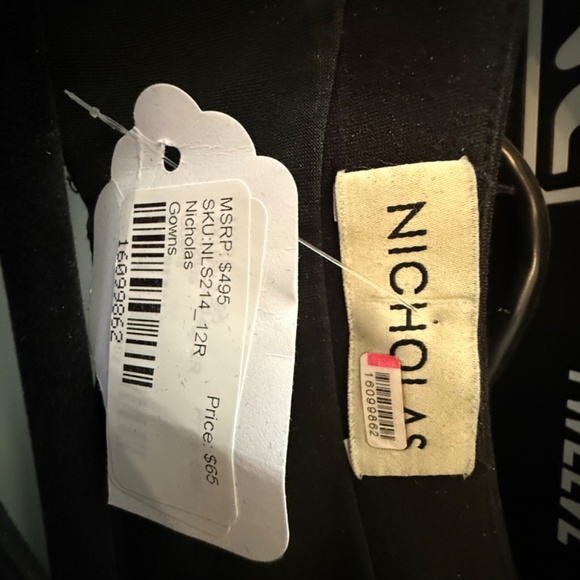 MSRP: $495
SKU:NLS214_12R
Nicholas
Gowns
Price: $65
16099862
NICHOLAS
16099862